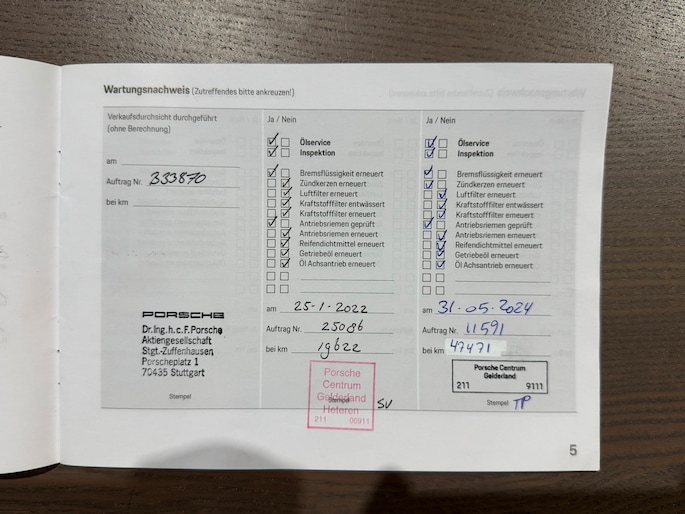 Wartungsnachweis (Zutreffendes bitte ankreuzen!)
Verkaufsdurchsicht durchgeführt
(ohne Berechnung)
am
Auftrag Nr. 333870
bei km
PORSCHE
Dr.Ing.h.c.F.Porsche
Aktiengesellschaft
Stgt.-Zuffenhausen
Porscheplatz 1
70435 Stuttgart
Stempel
Ja / Nein
Ölservice
Inspektion
Bremsflüssigkeit erneuert
Zündkerzen erneuert
Luftfilter erneuert
Kraftstofffilter entwässert
Kraftstofffilter erneuert
Antriebsriemen geprüft
Antriebsriemen erneuert
Reifendichtmittel erneuert
Getriebeöl erneuert
Öl Achsantrieb erneuert
am 25-1-2022
Auftrag Nr. 25086
bei km 19622
Porsche
Centrum
Gelderland
Heteren
211 00911
Stempel
SV
Ja / Nein
Ölservice
Inspektion
Bremsflüssigkeit erneuert
Zündkerzen erneuert
Luftfilter erneuert
Kraftstofffilter entwässert
Kraftstofffilter erneuert
Antriebsriemen geprüft
Antriebsriemen erneuert
Reifendichtmittel erneuert
Getriebeöl erneuert
Öl Achsantrieb erneuert
am 31-05-2024
Auftrag Nr. 11591
bei km 47471
Porsche Centrum
Gelderland
211 9111
Stempel TP
5